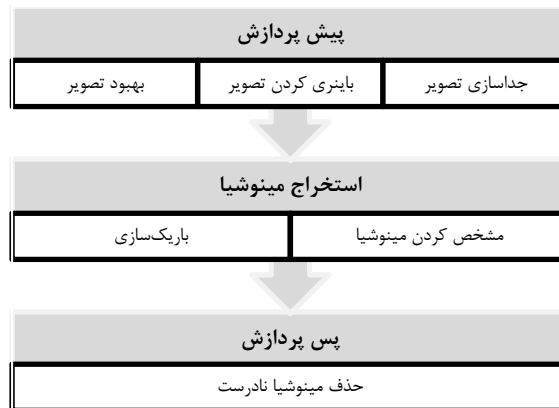 پیش پردازش
جداسازی تصویر
باینری کردن تصویر
بهبود تصویر
استخراج مینوشیا
مشخص کردن مینوشیا
باریک‌سازی
پس پردازش
حذف مینوشیا نادرست